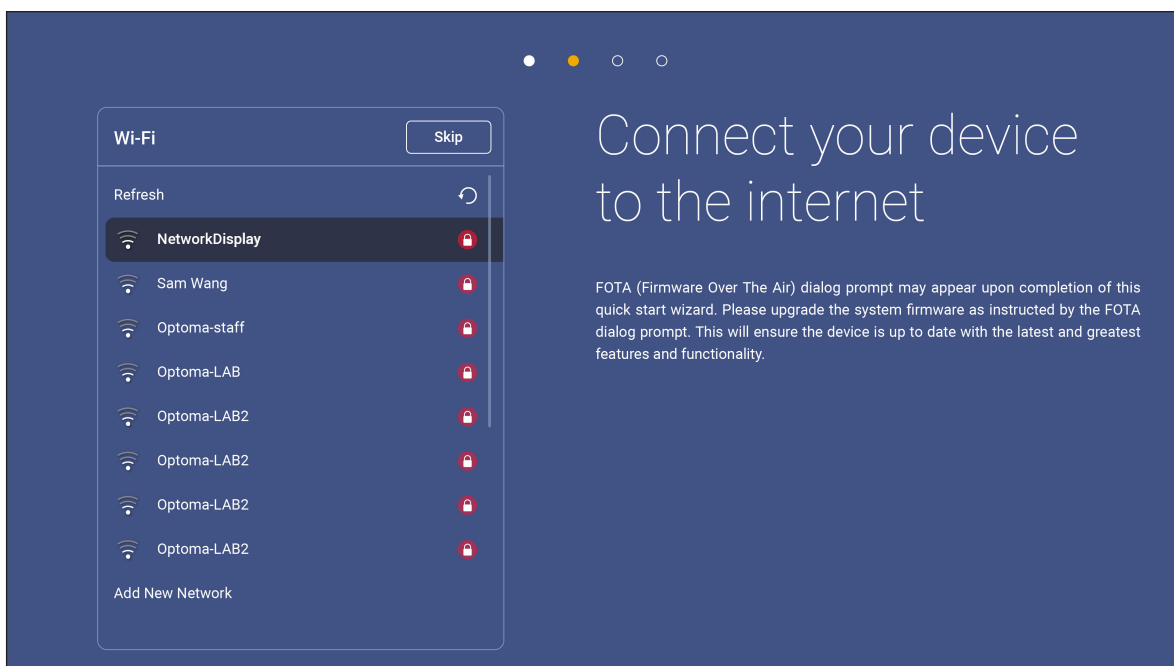 Wi-Fi
Skip
Refresh
NetworkDisplay
Sam Wang
Optoma-staff
Optoma-LAB
Optoma-LAB2
Optoma-LAB2
Optoma-LAB2
Optoma-LAB2
Add New Network
Connect your device
to the internet
FOTA (Firmware Over The Air) dialog prompt may appear upon completion of this
quick start wizard. Please upgrade the system firmware as instructed by the FOTA
dialog prompt. This will ensure the device is up to date with the latest and greatest
features and functionality.